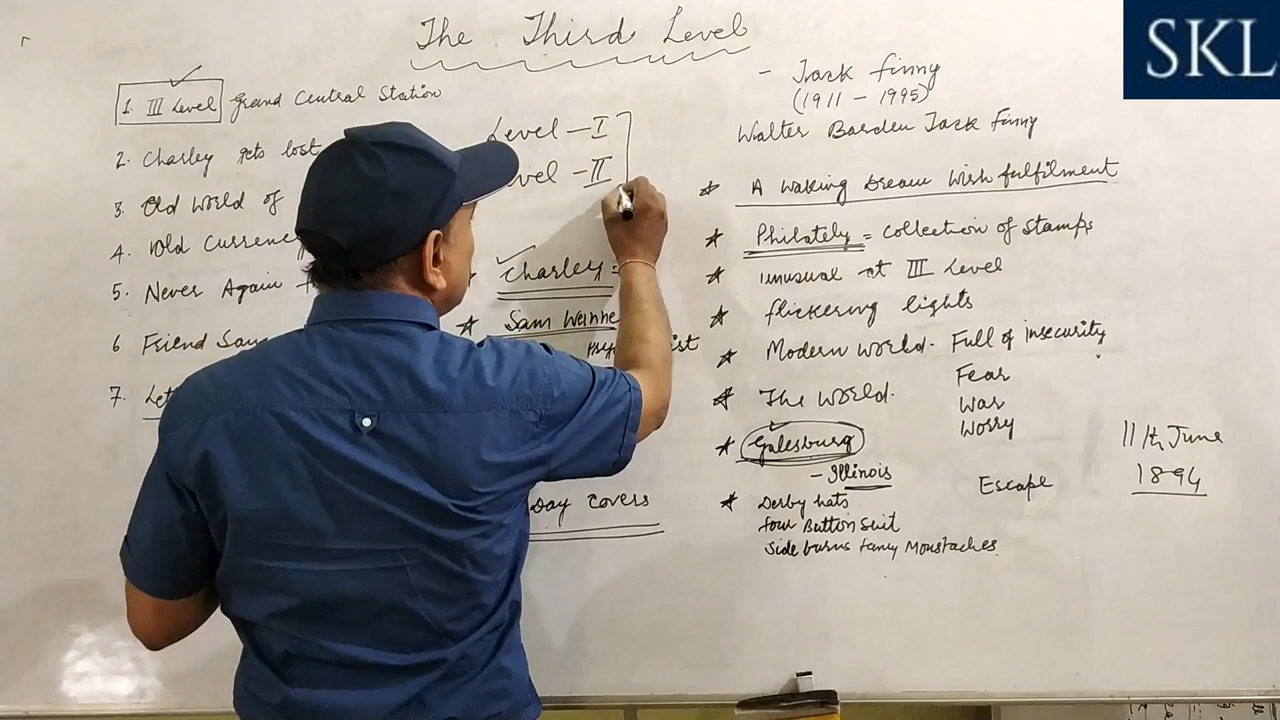 The Third Level
SKL
- Jack finny
(1911 - 1995)
Walter Barden Jack finny
1. III Level Grand Central Station
2. Charley gets lost
3. Old World of
4. Old Currency
5. Never Again
6 Friend Sam
7. Let
Level - I
vel - II
Charley =
* Sam Weine
ist
Day covers
* A Waking Dream Wish fulfilment
* Philately = collection of stamps
* unusual at III Level
* flickering lights
* Modern World. Full of insecurity
Fear
* The World. War
Worry
* Galesburg
- Illinois
Escape
11th June
1894
* Derby hats
four Button Suit
Side burns fancy Moustaches